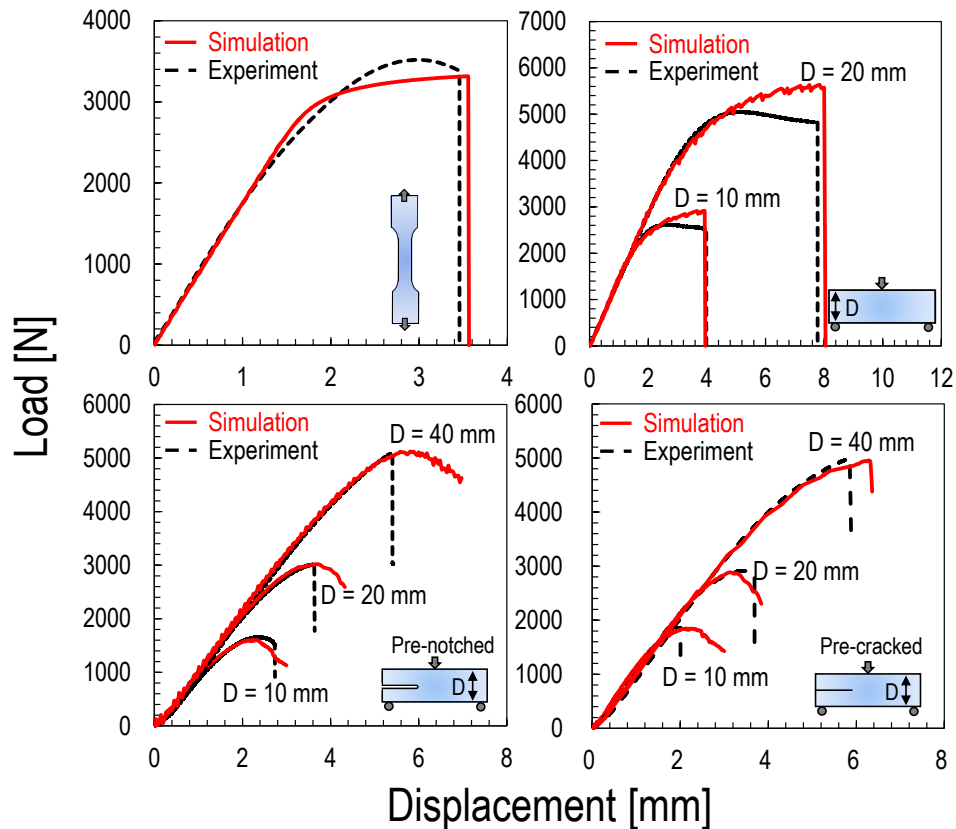 Load [N]
4000
3000
2000
1000
0
0
1
2
3
4
Simulation
Experiment
7000
6000
5000
4000
3000
2000
1000
0
0
2
4
6
8
10
12
Simulation
Experiment
D = 20 mm
D = 10 mm
D
6000
5000
4000
3000
2000
1000
0
0
2
4
6
8
Simulation
Experiment
D = 40 mm
D = 20 mm
D = 10 mm
Pre-notched
D
6000
5000
4000
3000
2000
1000
0
0
2
4
6
8
Simulation
Experiment
D = 40 mm
D = 20 mm
D = 10 mm
Pre-cracked
D
Displacement [mm]